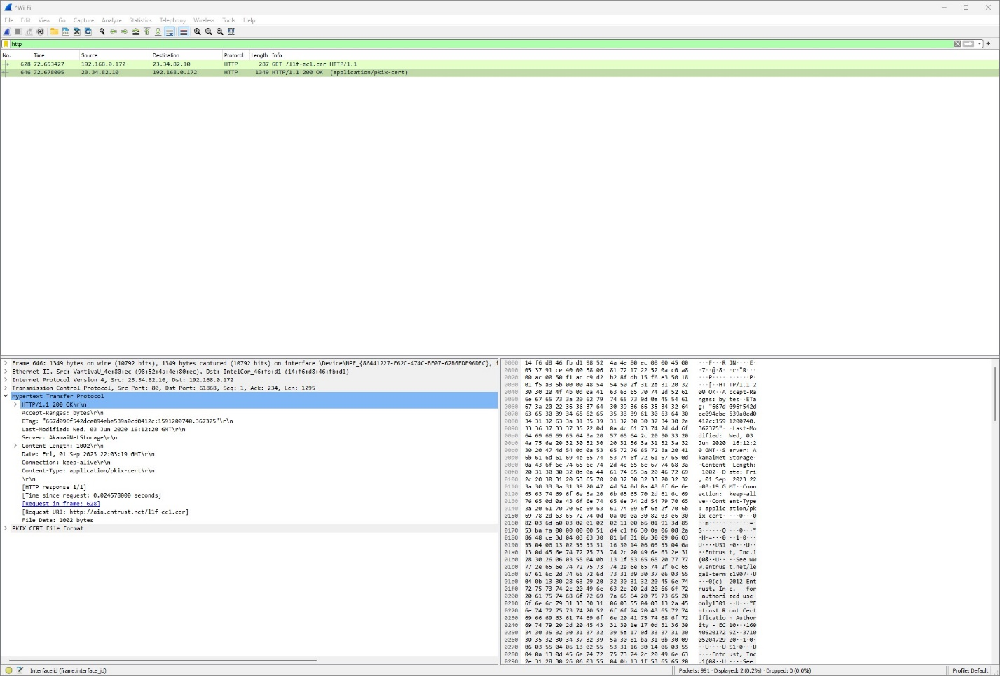 *Wi-Fi
File Edit View Go Capture Analyze Statistics Telephony Wireless Tools Help
http
No. Time Source Destination Protocol Length Info
628 72.653427 192.168.0.172 23.34.82.10 HTTP 287 GET /l1f-ec1.cer HTTP/1.1
646 72.678005 23.34.82.10 192.168.0.172 HTTP 1349 HTTP/1.1 200 OK (application/pkix-cert)
Frame 646: 1349 bytes on wire (10792 bits), 1349 bytes captured (10792 bits) on interface \Device\NPF_{86441227-E62C-474C-BF07-62B6FDF96DEC}, i
Ethernet II, Src: VantivaU_4e:80:ec (98:52:4a:4e:80:ec), Dst: IntelCor_46:fb:d1 (14:f6:d8:46:fb:d1)
Internet Protocol Version 4, Src: 23.34.82.10, Dst: 192.168.0.172
Transmission Control Protocol, Src Port: 80, Dst Port: 61868, Seq: 1, Ack: 234, Len: 1295
Hypertext Transfer Protocol
HTTP/1.1 200 OK\r\n
Accept-Ranges: bytes\r\n
ETag: "667d096f542dce094ebe539a0cd0412c:1591200740.367375"\r\n
Last-Modified: Wed, 03 Jun 2020 16:12:20 GMT\r\n
Server: AkamaiNetStorage\r\n
Content-Length: 1002\r\n
Date: Fri, 01 Sep 2023 22:03:19 GMT\r\n
Connection: keep-alive\r\n
Content-Type: application/pkix-cert\r\n
\r\n
[HTTP response 1/1]
[Time since request: 0.024578000 seconds]
[Request in frame: 628]
[Request URI: http://aia.entrust.net/l1f-ec1.cer]
File Data: 1002 bytes
PKIX CERT File Format
0000 14 f6 d8 46 fb d1 98 52 4a 4e 80 ec 08 00 45 00 ···F···R JN····E·
0010 05 37 91 ce 40 00 38 06 81 72 17 22 52 0a c0 a8 ·7··@·8· ·r·"R···
0020 00 ac 00 50 f1 ac c9 d2 b2 8f db 15 f6 e3 50 18 ···P···· ······P·
0030 01 f5 a3 5b 00 00 48 54 54 50 2f 31 2e 31 20 32 ···[··HT TP/1.1 2
0040 30 30 20 4f 4b 0d 0a 41 63 63 65 70 74 2d 52 61 00 OK··A ccept-Ra
0050 6e 67 65 73 3a 20 62 79 74 65 73 0d 0a 45 54 61 nges: by tes··ETa
0060 67 3a 20 22 36 36 37 64 30 39 36 66 35 34 32 64 g: "667d 096f542d
0070 63 65 30 39 34 65 62 65 35 33 39 61 30 63 64 30 ce094ebe 539a0cd0
0080 34 31 32 63 3a 31 35 39 31 32 30 30 37 34 30 2e 412c:159 1200740.
0090 33 36 37 33 37 35 22 0d 0a 4c 61 73 74 2d 4d 6f 367375"· ·Last-Mo
00a0 64 69 66 69 65 64 3a 20 57 65 64 2c 20 30 33 20 dified:  Wed, 03
00b0 4a 75 6e 20 32 30 32 30 20 31 36 3a 31 32 3a 32 Jun 2020  16:12:2
00c0 30 20 47 4d 54 0d 0a 53 65 72 76 65 72 3a 20 41 0 GMT··S erver: A
00d0 6b 61 6d 61 69 4e 65 74 53 74 6f 72 61 67 65 0d kamaiNet Storage·
00e0 0a 43 6f 6e 74 65 6e 74 2d 4c 65 6e 67 74 68 3a ·Content -Length:
00f0 20 31 30 30 32 0d 0a 44 61 74 65 3a 20 46 72 69 1002··D ate: Fri
0100 2c 20 30 31 20 53 65 70 20 32 30 32 33 20 32 32 , 01 Sep  2023 22
0110 3a 30 33 3a 31 39 20 47 4d 54 0d 0a 43 6f 6e 6e :03:19 G MT··Conn
0120 65 63 74 69 6f 6e 3a 20 6b 65 65 70 2d 61 6c 69 ection:  keep-ali
0130 76 65 0d 0a 43 6f 6e 74 65 6e 74 2d 54 79 70 65 ve··Cont ent-Type
0140 3a 20 61 70 70 6c 69 63 61 74 69 6f 6e 2f 70 6b : applic ation/pk
0150 69 78 2d 63 65 72 74 0d 0a 0d 0a 30 82 03 e6 30 ix-cert· ···0···0
0160 82 03 6d a0 03 02 01 02 02 11 00 b6 01 91 3d 85 ··m····· ······=·
0170 53 ba fa 00 00 00 00 51 d4 c1 f6 30 0a 06 08 2a S······Q ···0···*
0180 86 48 ce 3d 04 03 03 30 81 bf 31 0b 30 09 06 03 ·H·=···0 ··1·0···
0190 55 04 06 13 02 55 53 31 16 30 14 06 03 55 04 0a U····US1 ·0···U··
01a0 13 0d 45 6e 74 72 75 73 74 2c 20 49 6e 63 2e 31 ··Entrus t, Inc.1
01b0 28 30 26 06 03 55 04 0b 13 1f 53 65 65 20 77 77 (0&··U·· ··See ww
01c0 77 2e 65 6e 74 72 75 73 74 2e 6e 65 74 2f 6c 65 w.entrus t.net/le
01d0 67 61 6c 2d 74 65 72 6d 73 31 39 30 37 06 03 55 gal-term s1907··U
01e0 04 0b 13 30 28 63 29 20 32 30 31 32 20 45 6e 74 ···0(c)  2012 Ent
01f0 72 75 73 74 2c 20 49 6e 63 2e 20 2d 20 66 6f 72 rust, In c. - for
0200 20 61 75 74 68 6f 72 69 7a 65 64 20 75 73 65 20 authori zed use
0210 6f 6e 6c 79 31 33 30 31 06 03 55 04 03 13 2a 45 only1301 ··U···*E
0220 6e 74 72 75 73 74 20 52 6f 6f 74 20 43 65 72 74 ntrust R oot Cert
0230 69 66 69 63 61 74 69 6f 6e 20 41 75 74 68 6f 72 ificatio n Author
0240 69 74 79 20 2d 20 45 43 31 30 1e 17 0d 31 36 30 ity - EC 10···160
0250 34 30 35 32 30 31 37 32 39 5a 17 0d 33 37 31 30 40520172 9Z··3710
0260 30 35 32 30 34 37 32 39 5a 30 81 ba 31 0b 30 09 05204729 Z0··1·0·
0270 06 03 55 04 06 13 02 55 53 31 16 30 14 06 03 55 ··U····U S1·0···U
0280 04 0a 13 0d 45 6e 74 72 75 73 74 2c 20 49 6e 63 ····Entr ust, Inc
0290 2e 31 28 30 26 06 03 55 04 0b 13 1f 53 65 65 20 .1(0&··U ····See
Interface id (frame.interface_id) Packets: 991 · Displayed: 2 (0.2%) · Dropped: 0 (0.0%) Profile: Default